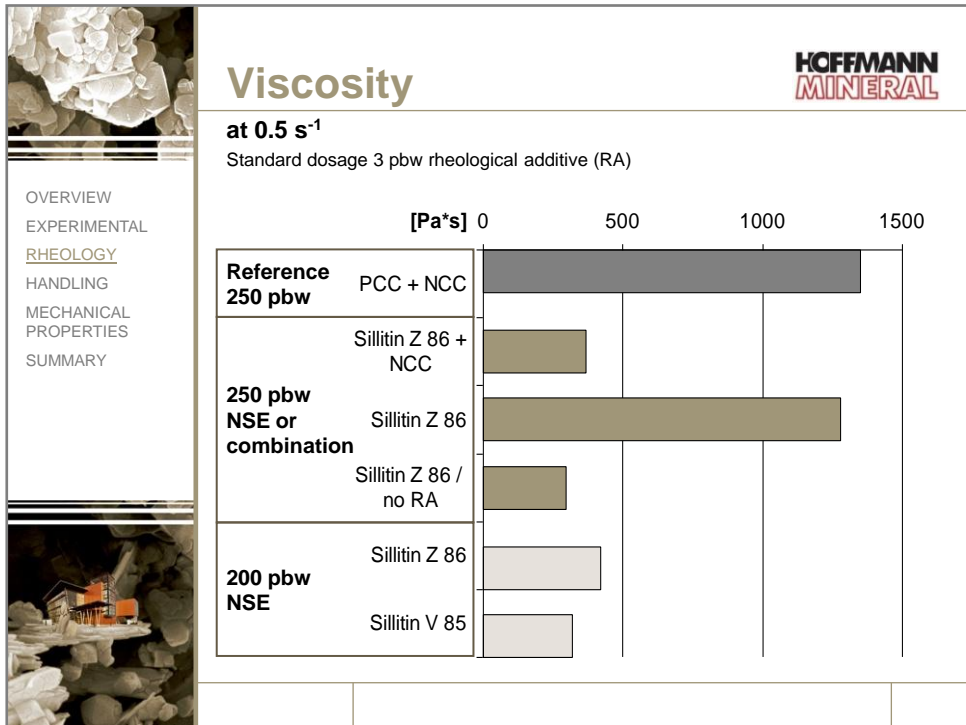 Viscosity
HOFFMANN
MINERAL
at 0.5 s-1
Standard dosage 3 pbw rheological additive (RA)
OVERVIEW
EXPERIMENTAL
RHEOLOGY
HANDLING
MECHANICAL
PROPERTIES
SUMMARY
[Pa*s] 0 500 1000 1500
Reference
250 pbw
PCC + NCC
250 pbw
NSE or
combination
Sillitin Z 86 +
NCC
Sillitin Z 86
Sillitin Z 86 /
no RA
200 pbw
NSE
Sillitin Z 86
Sillitin V 85